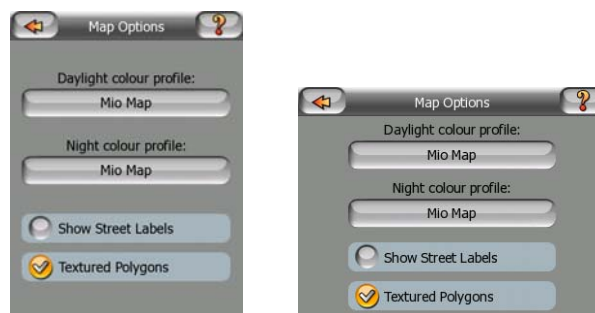 Map Options
?
Daylight colour profile:
Mio Map
Night colour profile:
Mio Map
Show Street Labels
Textured Polygons
Map Options
?
Daylight colour profile:
Mio Map
Night colour profile:
Mio Map
Show Street Labels
Textured Polygons